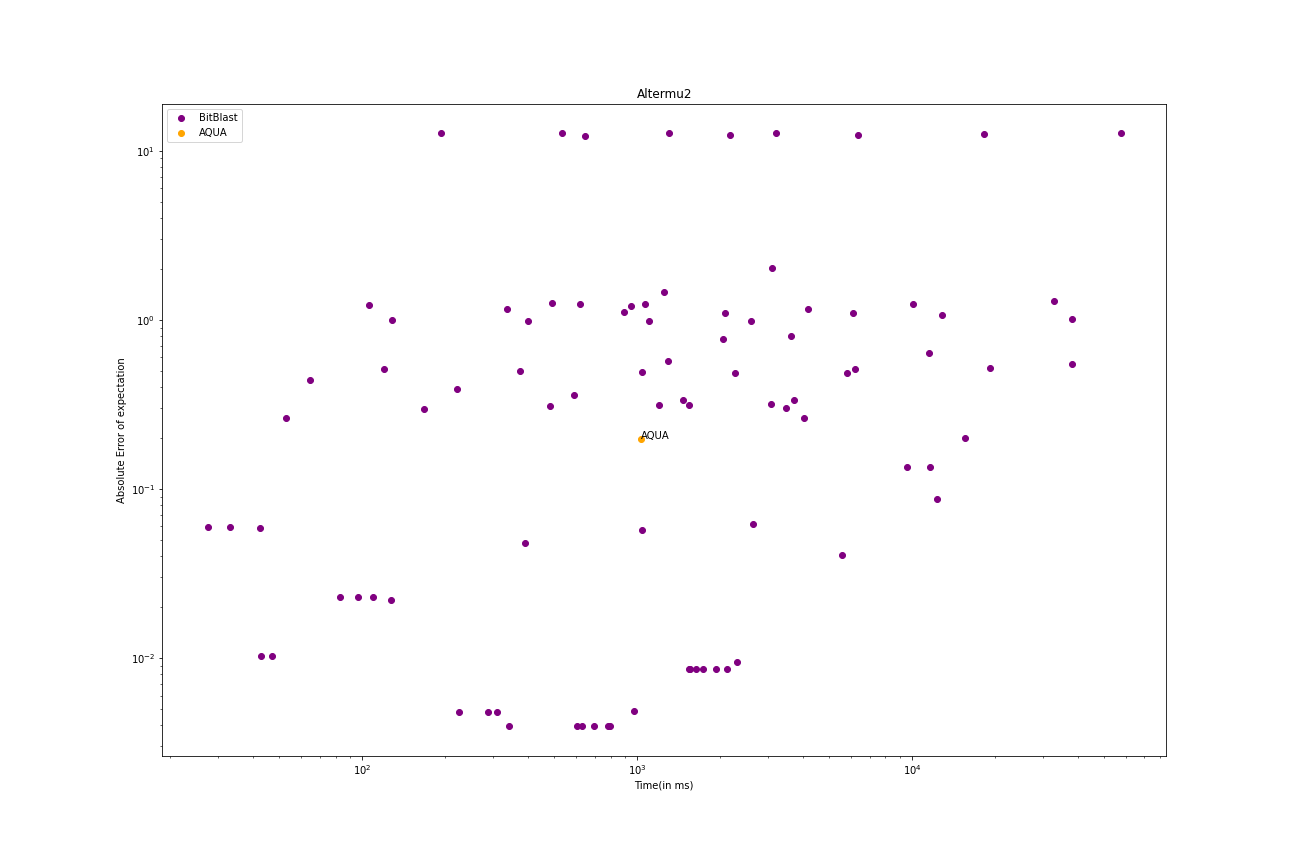 Altermu2
BitBlast
AQUA
10¹
10⁰
10⁻¹
10⁻²
Absolute Error of expectation
AQUA
10²
10³
10⁴
Time(in ms)